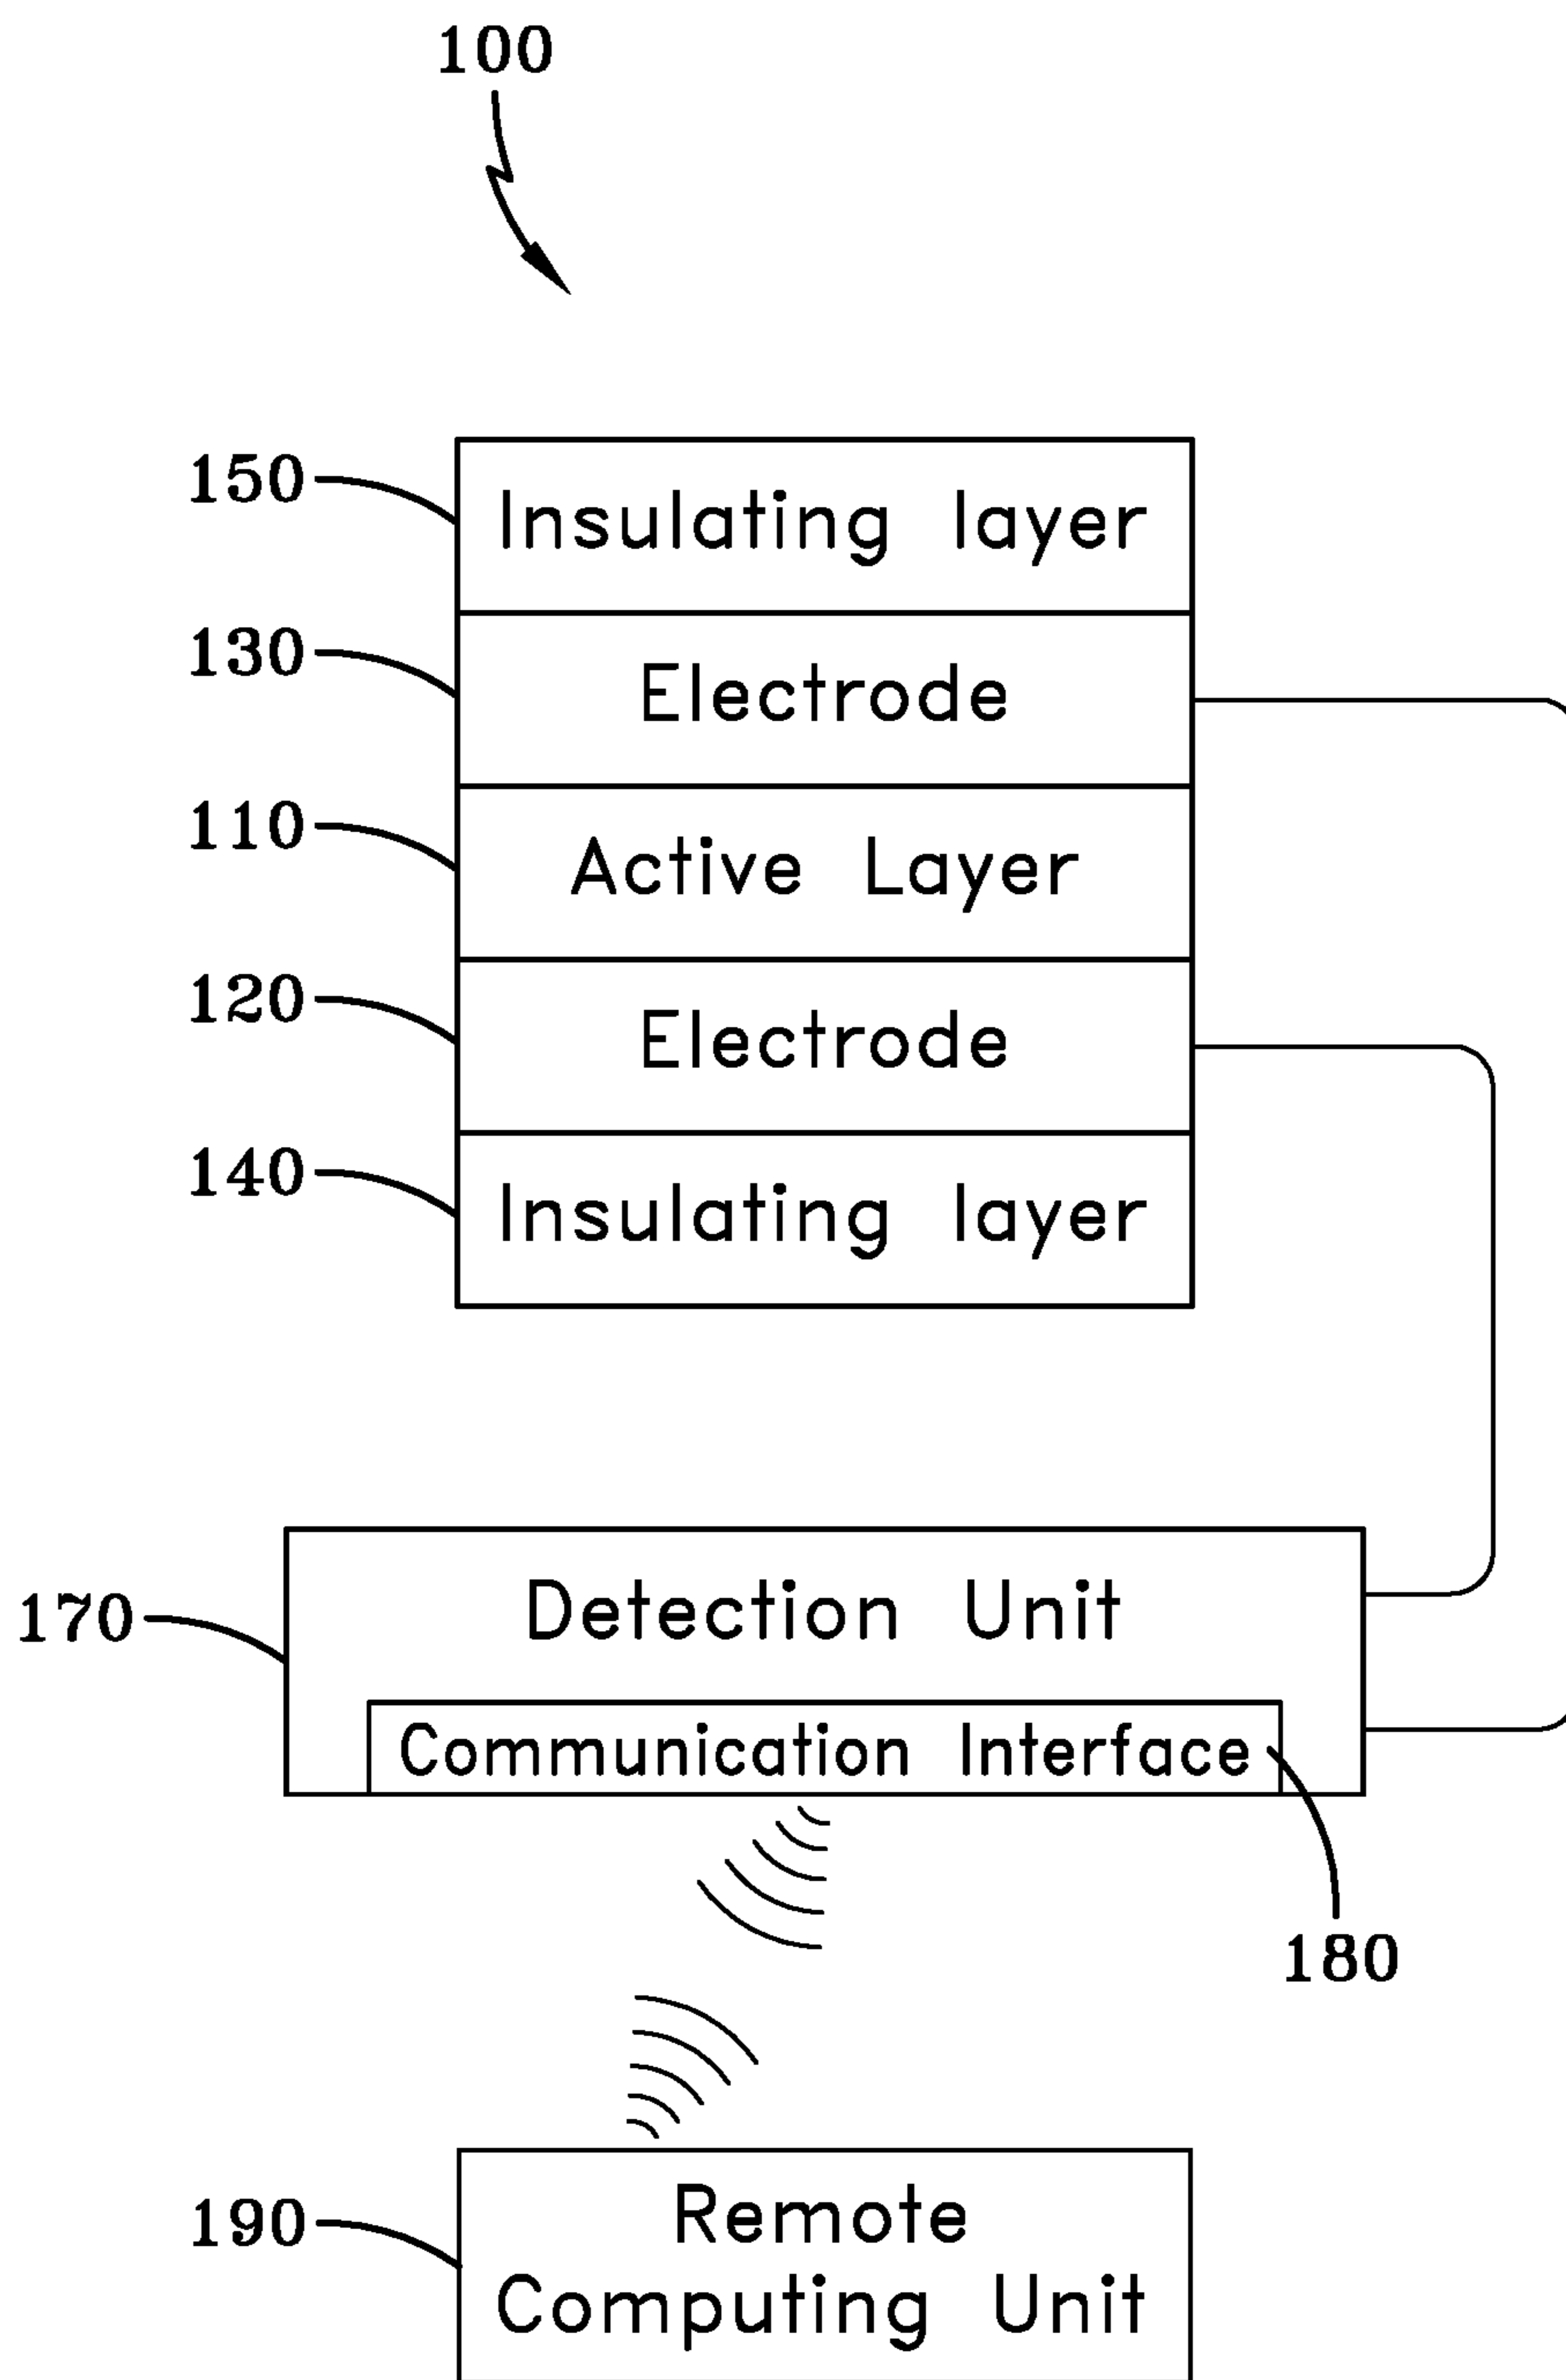 100
150 Insulating layer
130 Electrode
110 Active Layer
120 Electrode
140 Insulating layer
170 Detection Unit
Communication Interface
180
190 Remote
Computing Unit